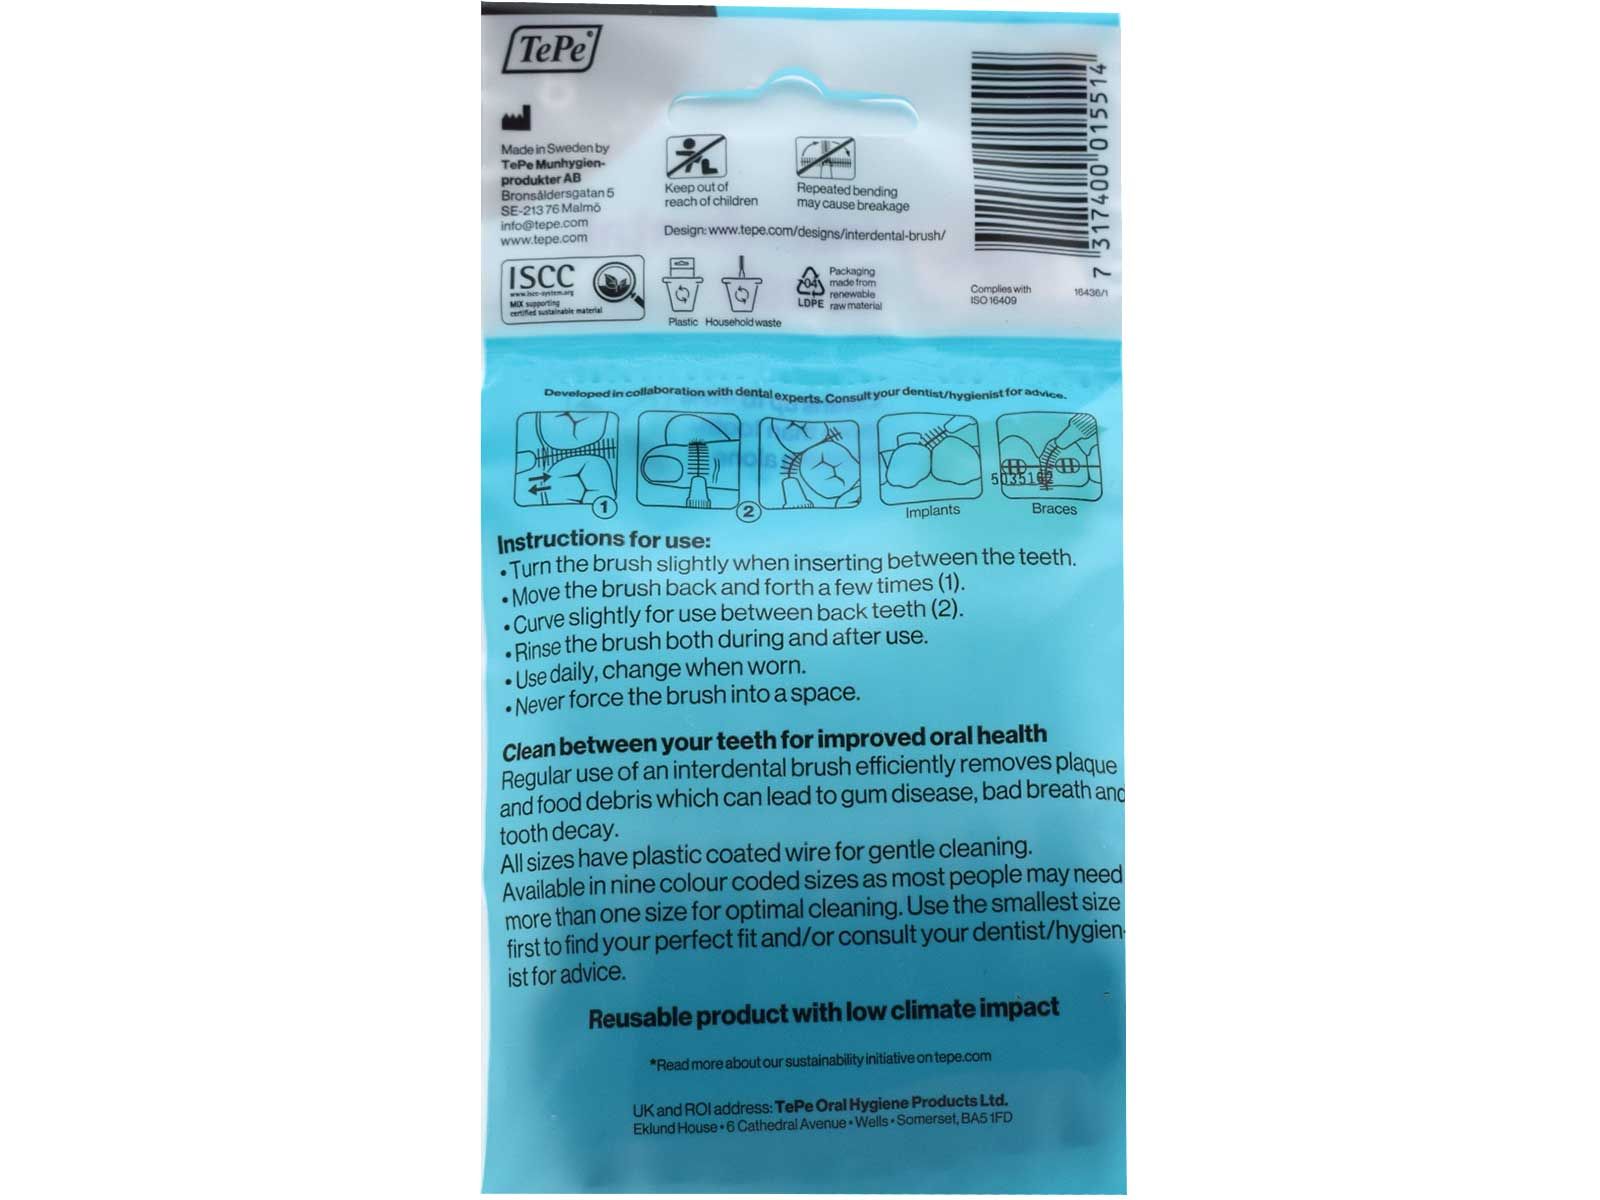 TePe®
Made in Sweden by
TePe Munhygien-
produkter AB
Bronsåldersgatan 5
SE-213 76 Malmö
info@tepe.com
www.tepe.com
Keep out of
reach of children
Repeated bending
may cause breakage
Design: www.tepe.com/designs/interdental-brush/
7 317400 015514
ISCC
www.iscc-system.org
MIX supporting
certified sustainable material
Plastic Household waste
04
LDPE
Packaging
made from
renewable
raw material
Complies with
ISO 16409
16436/1
Developed in collaboration with dental experts. Consult your dentist/hygienist for advice.
1
2
Implants
Braces
Instructions for use:
• Turn the brush slightly when inserting between the teeth.
• Move the brush back and forth a few times (1).
• Curve slightly for use between back teeth (2).
• Rinse the brush both during and after use.
• Use daily, change when worn.
• Never force the brush into a space.
Clean between your teeth for improved oral health
Regular use of an interdental brush efficiently removes plaque
and food debris which can lead to gum disease, bad breath and
tooth decay.
All sizes have plastic coated wire for gentle cleaning.
Available in nine colour coded sizes as most people may need
more than one size for optimal cleaning. Use the smallest size
first to find your perfect fit and/or consult your dentist/hygien-
ist for advice.
Reusable product with low climate impact
*Read more about our sustainability initiative on tepe.com
UK and ROI address: TePe Oral Hygiene Products Ltd.
Eklund House • 6 Cathedral Avenue • Wells • Somerset, BA5 1FD